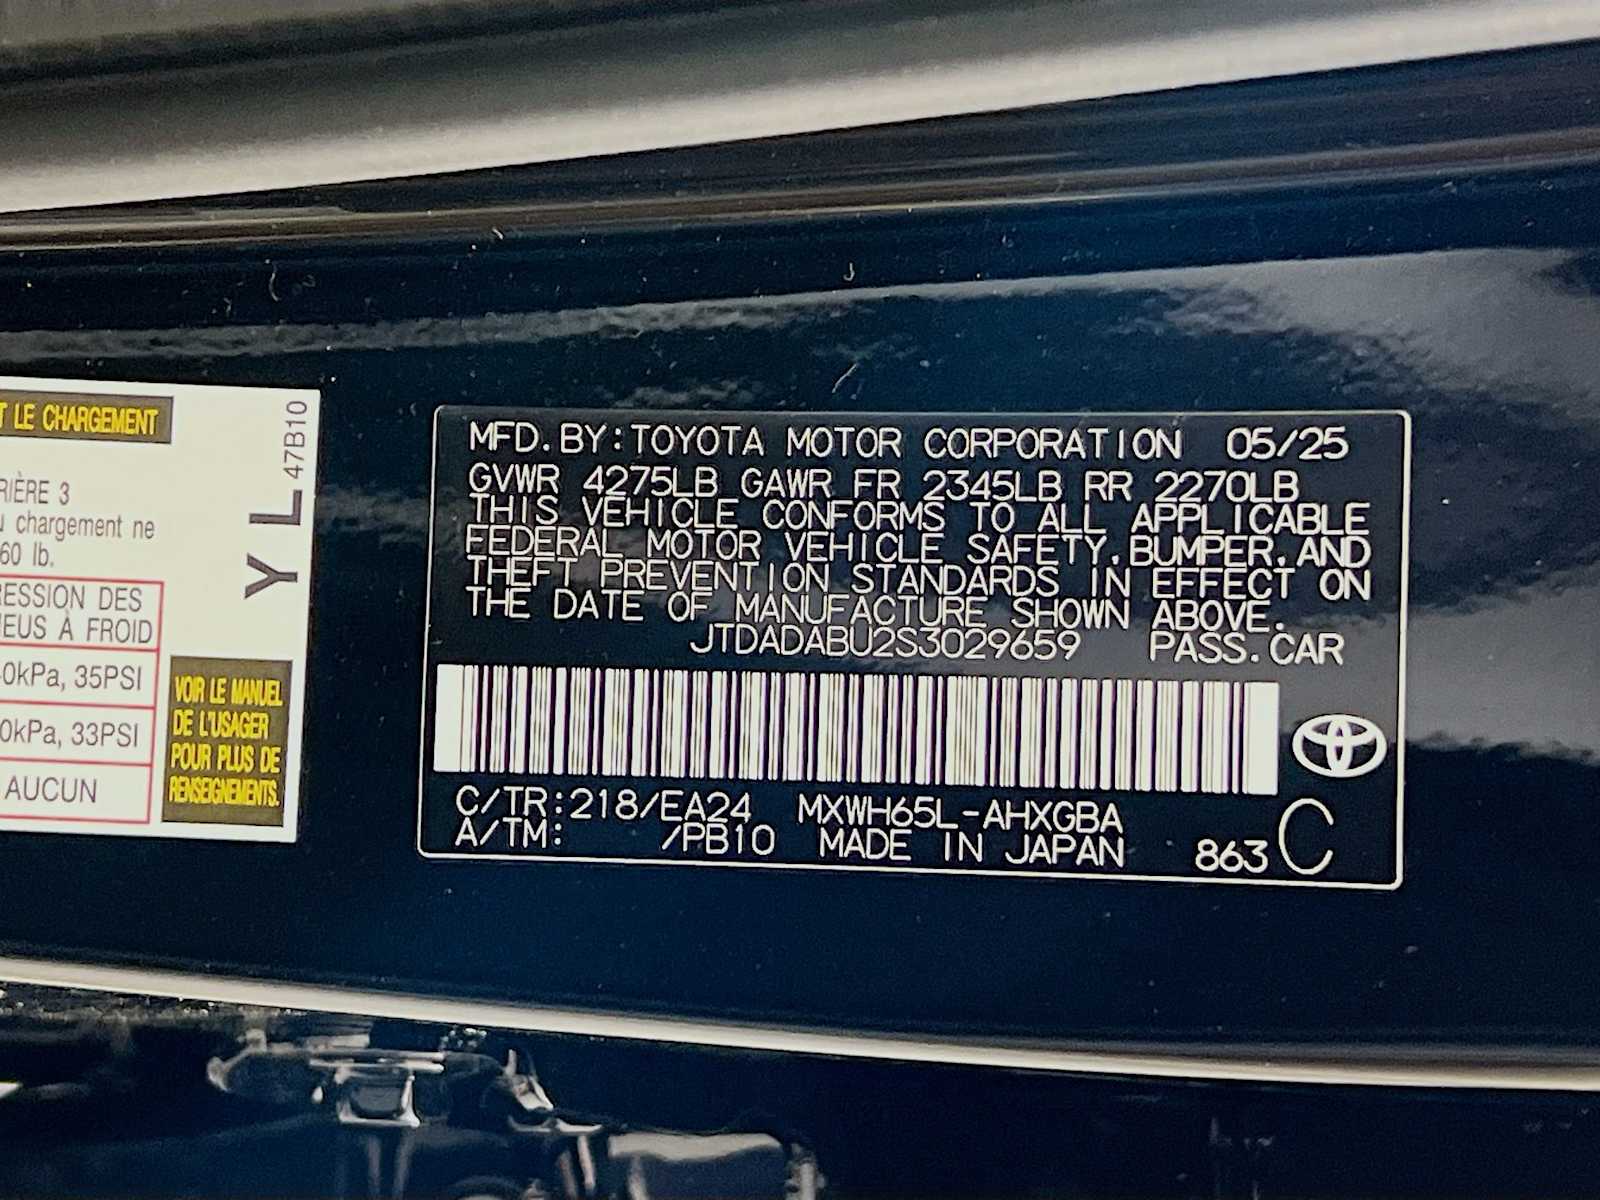 T LE CHARGEMENT
47B10
YL
RIÈRE 3
chargement ne
60 lb.
RESSION DES
EUS À FROID
0kPa, 35PSI
0kPa, 33PSI
AUCUN
VOIR LE MANUEL
DE L'USAGER
POUR PLUS DE
RENSEIGNEMENTS.
MFD. BY: TOYOTA MOTOR CORPORATION 05/25
GVWR 4275LB GAWR FR 2345LB RR 2270LB
THIS VEHICLE CONFORMS TO ALL APPLICABLE
FEDERAL MOTOR VEHICLE SAFETY, BUMPER, AND
THEFT PREVENTION STANDARDS IN EFFECT ON
THE DATE OF MANUFACTURE SHOWN ABOVE.
JTDADABU2S3029659 PASS. CAR
C/TR: 218/EA24 MXWH65L-AHXGBA
A/TM: /PB10 MADE IN JAPAN 863 C